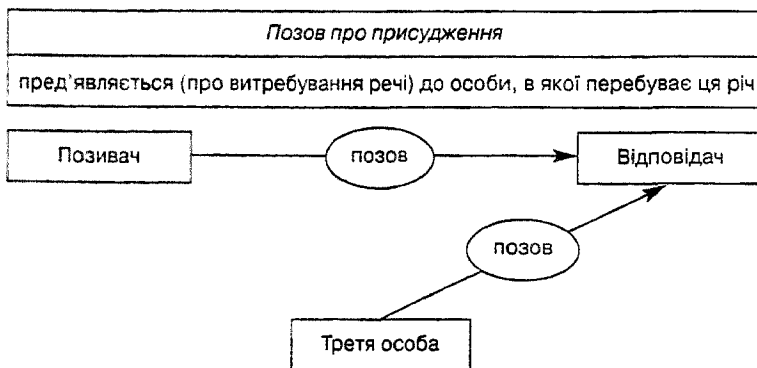 Позов про присудження
пред’являється (про витребування речі) до особи, в якої перебуває ця річ
Позивач
позов
Відповідач
позов
Третя особа